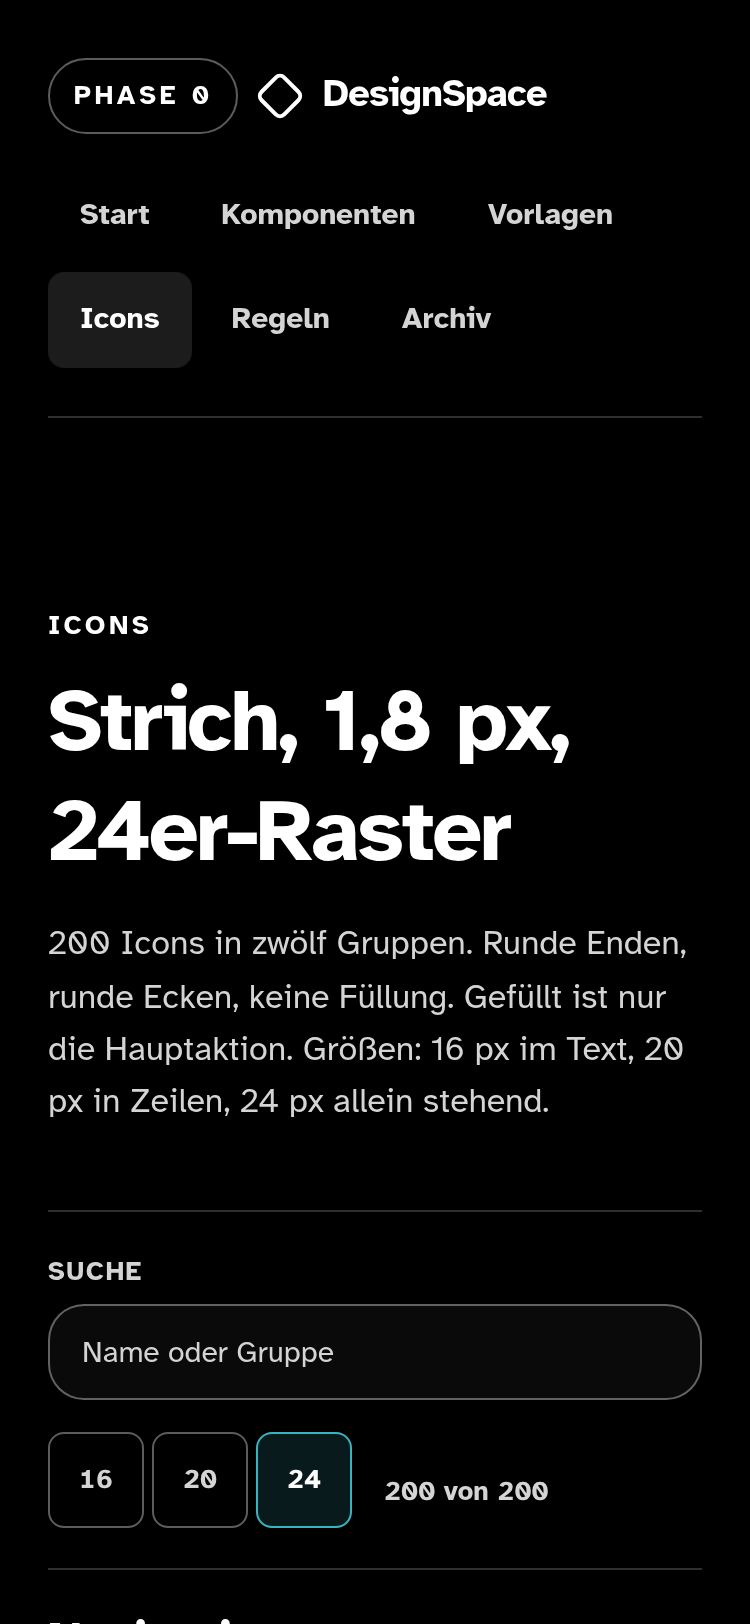 PHASE 0 DesignSpace
Start Komponenten Vorlagen
Icons Regeln Archiv
ICONS
Strich, 1,8 px,
24er-Raster
200 Icons in zwölf Gruppen. Runde Enden,
runde Ecken, keine Füllung. Gefüllt ist nur
die Hauptaktion. Größen: 16 px im Text, 20
px in Zeilen, 24 px allein stehend.
SUCHE
Name oder Gruppe
16 20 24 200 von 200